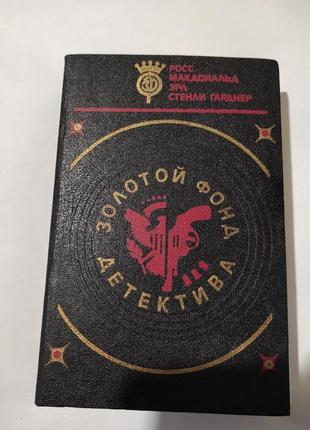 РОСС
МАКДОНАЛЬД
ЭРЛ
СТЕНЛИ ГАРДНЕР
ЗОЛОТОЙ ФОНД
ДЕТЕКТИВА